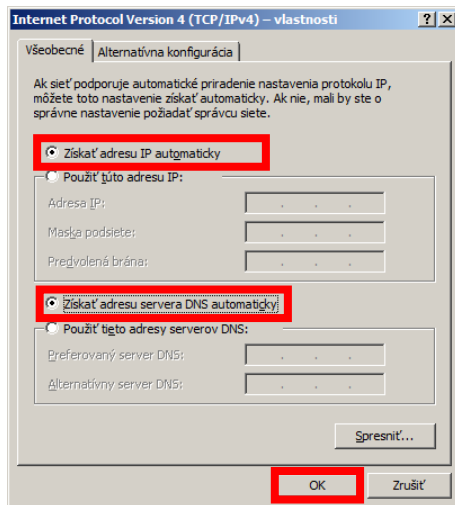 Internet Protocol Version 4 (TCP/IPv4) – vlastnosti
Všeobecné
Alternatívna konfigurácia
Ak sieť podporuje automatické priradenie nastavenia protokolu IP,
môžete toto nastavenie získať automaticky. Ak nie, mali by ste o
správne nastavenie požiadať správcu siete.
Získať adresu IP automaticky
Použiť túto adresu IP:
Adresa IP:
Maska podsiete:
Predvolená brána:
Získať adresu servera DNS automaticky
Použiť tieto adresy serverov DNS:
Preferovaný server DNS:
Alternatívny server DNS:
Spresniť...
OK
Zrušiť